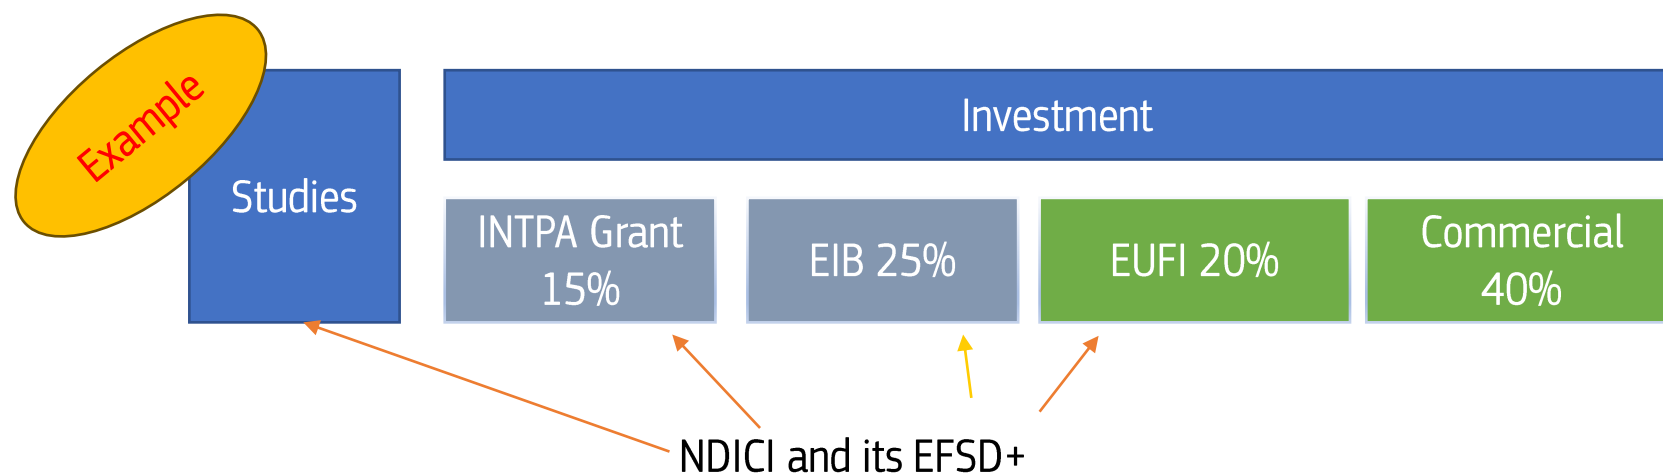 Example
Studies
Investment
INTPA Grant
15%
EIB 25%
EUFI 20%
Commercial
40%
NDICI and its EFSD+